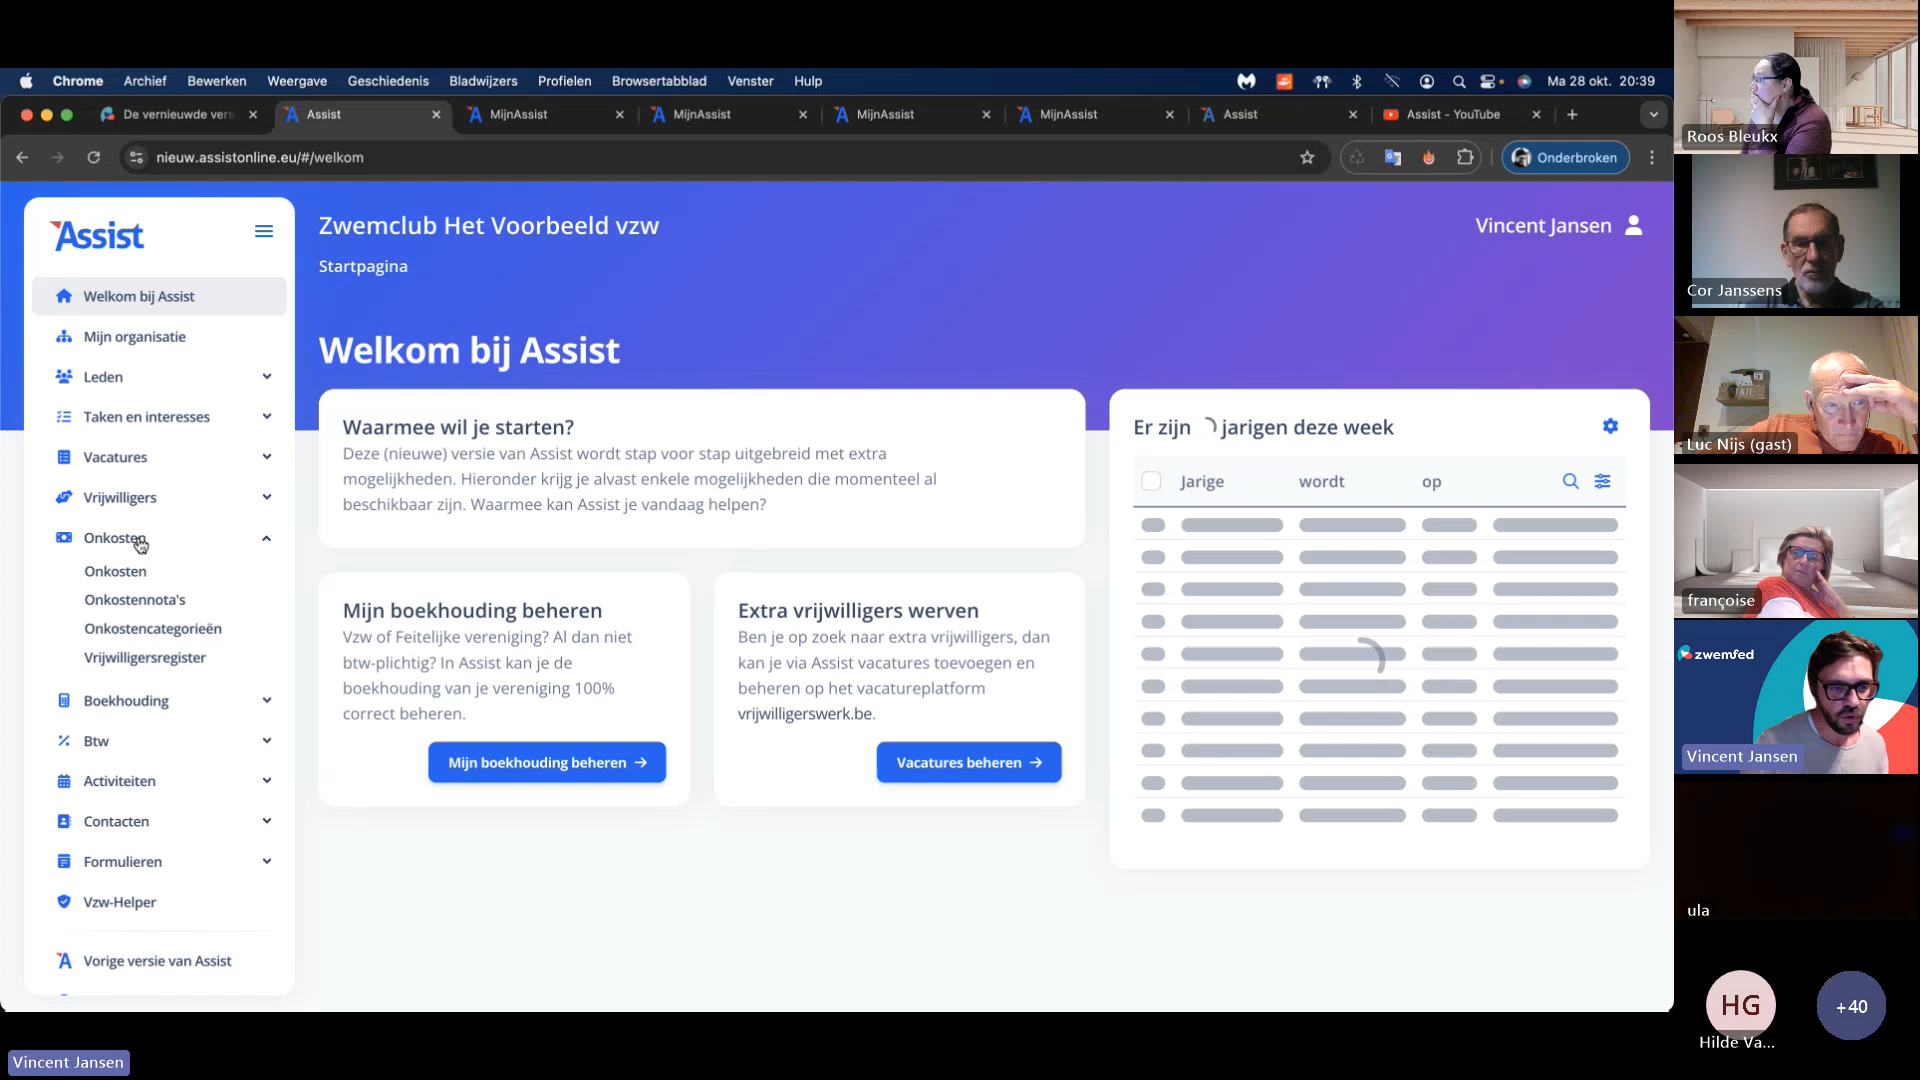 Chrome Archief Bewerken Weergave Geschiedenis Bladwijzers Profielen Browsertabblad Venster Hulp Ma 28 okt. 20:39
De vernieuwde vers Assist MijnAssist MijnAssist MijnAssist MijnAssist Assist Assist - YouTube
nieuw.assistonline.eu/#/welkom Onderbroken
Assist
Welkom bij Assist
Mijn organisatie
Leden
Taken en interesses
Vacatures
Vrijwilligers
Onkosten
Onkosten
Onkostennota's
Onkostencategorieën
Vrijwilligersregister
Boekhouding
Btw
Activiteiten
Contacten
Formulieren
Vzw-Helper
Vorige versie van Assist
Zwemclub Het Voorbeeld vzw
Vincent Jansen
Startpagina
Welkom bij Assist
Waarmee wil je starten?
Deze (nieuwe) versie van Assist wordt stap voor stap uitgebreid met extra
mogelijkheden. Hieronder krijg je alvast enkele mogelijkheden die momenteel al
beschikbaar zijn. Waarmee kan Assist je vandaag helpen?
Mijn boekhouding beheren
Vzw of Feitelijke vereniging? Al dan niet
btw-plichtig? In Assist kan je de
boekhouding van je vereniging 100%
correct beheren.
Mijn boekhouding beheren
Extra vrijwilligers werven
Ben je op zoek naar extra vrijwilligers, dan
kan je via Assist vacatures toevoegen en
beheren op het vacatureplatform
vrijwilligerswerk.be.
Vacatures beheren
Er zijn jarigen deze week
Jarige wordt op
Roos Bleukx
Cor Janssens
Luc Nijs (gast)
françoise
zwemfed
Vincent Jansen
ula
HG
Hilde Va...
+40
Vincent Jansen